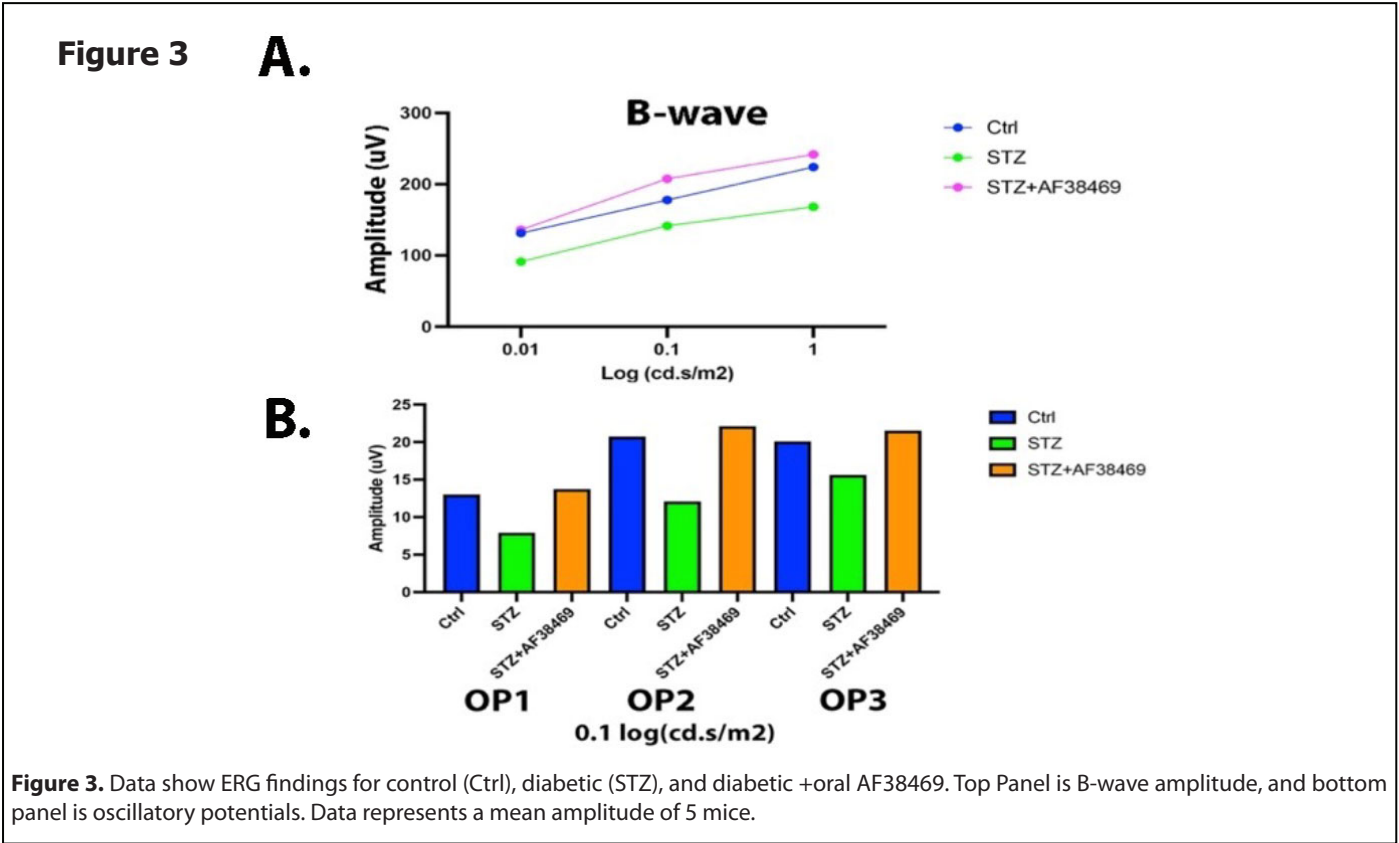 Figure 3
A.
B-wave
300
200
100
0
Amplitude (uV)
0.01 0.1 1
Log (cd.s/m2)
Ctrl
STZ
STZ+AF38469
B.
25
20
15
10
5
0
Amplitude (uV)
Ctrl STZ STZ+AF38469 Ctrl STZ STZ+AF38469 Ctrl STZ STZ+AF38469
OP1 OP2 OP3
0.1 log(cd.s/m2)
Ctrl
STZ
STZ+AF38469
Figure 3. Data show ERG findings for control (Ctrl), diabetic (STZ), and diabetic +oral AF38469. Top Panel is B-wave amplitude, and bottom
panel is oscillatory potentials. Data represents a mean amplitude of 5 mice.